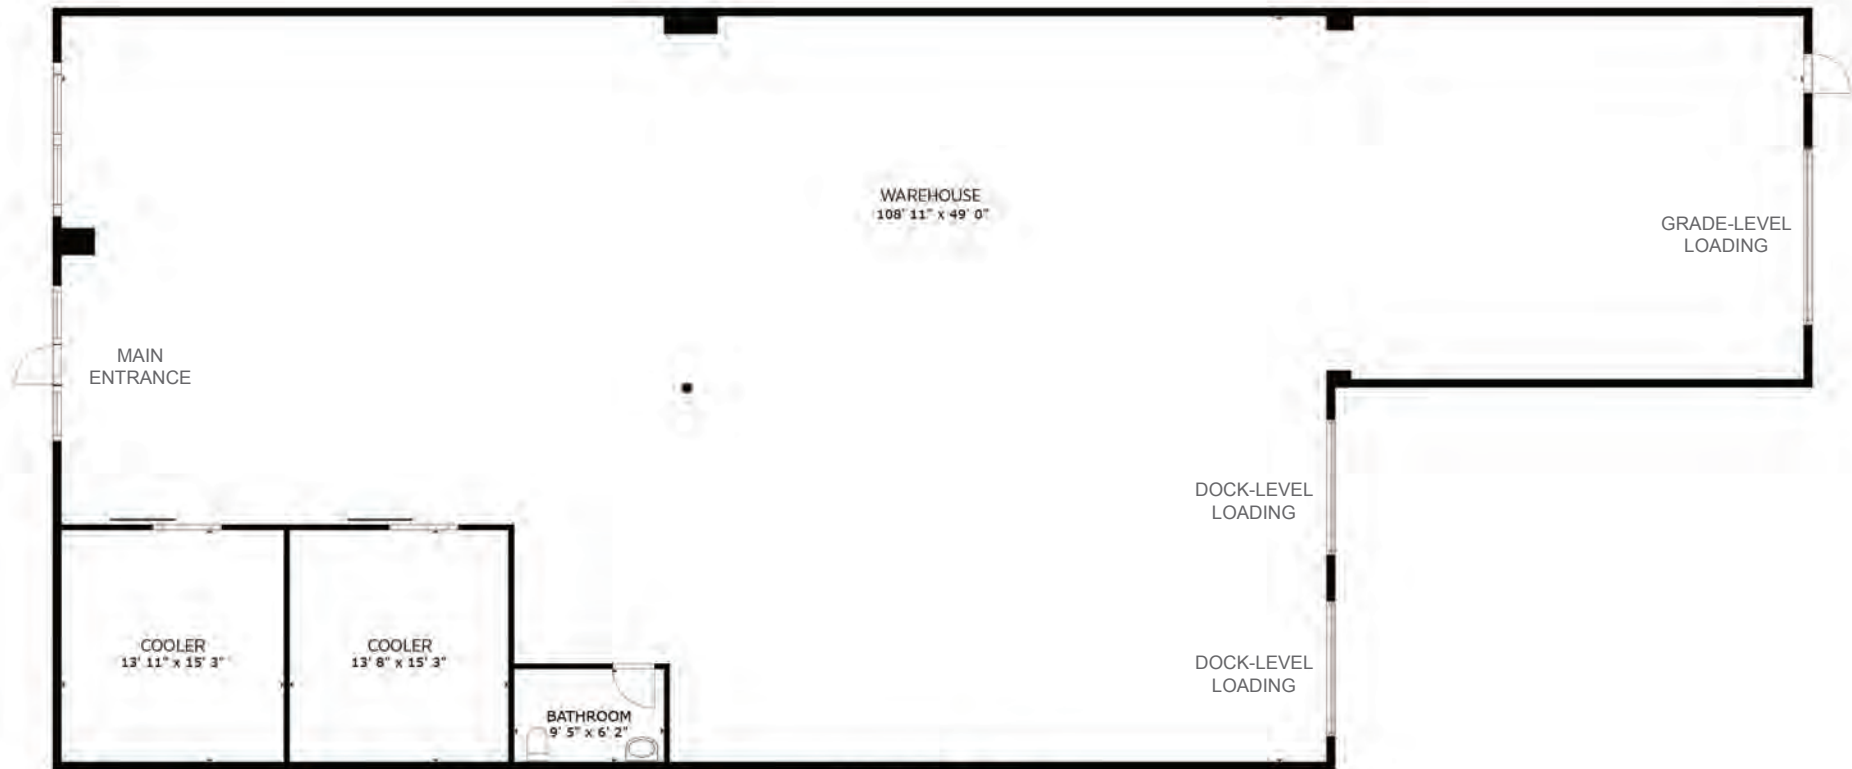 WAREHOUSE
108' 11" x 49' 0"
GRADE-LEVEL
LOADING
MAIN
ENTRANCE
DOCK-LEVEL
LOADING
COOLER
13' 11" x 15' 3"
COOLER
13' 8" x 15' 3"
DOCK-LEVEL
LOADING
BATHROOM
9' 5" x 6' 2"